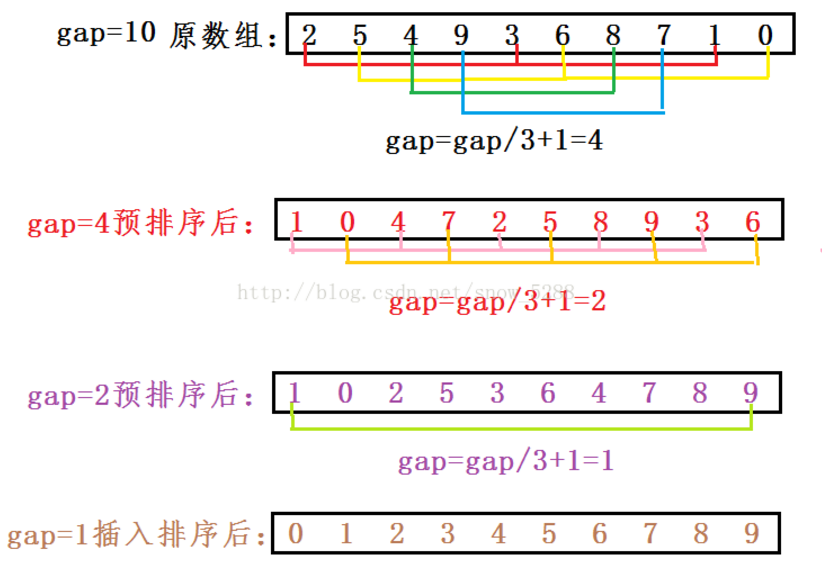 gap=10 原数组： 2 5 4 9 3 6 8 7 1 0
gap=gap/3+1=4
gap=4预排序后： 1 0 4 7 2 5 8 9 3 6
http://blog.csdn.net/snow_5288
gap=gap/3+1=2
gap=2预排序后： 1 0 2 5 3 6 4 7 8 9
gap=gap/3+1=1
gap=1插入排序后： 0 1 2 3 4 5 6 7 8 9